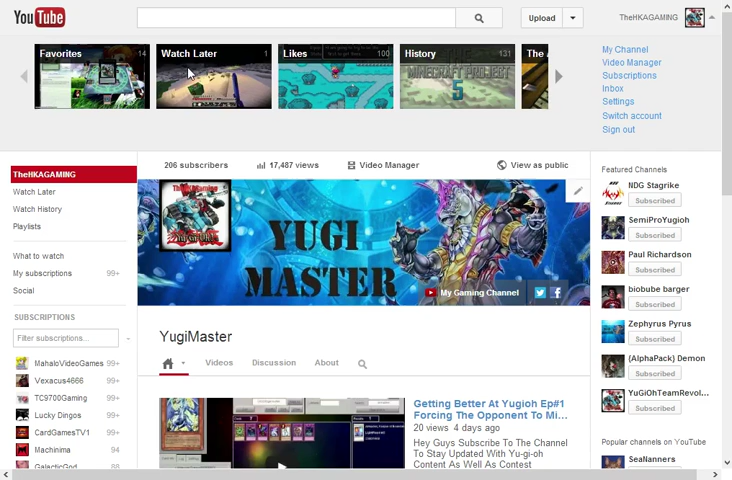 YouTube
Upload
TheHKAGAMING
Favorites 14
Watch Later 1
Likes 100
History 131
The
MINECRAFT PROJECT
5
My Channel
Video Manager
Subscriptions
Inbox
Settings
Switch account
Sign out
TheHKAGAMING
Watch Later
Watch History
Playlists
What to watch
My subscriptions 99+
Social
SUBSCRIPTIONS
Filter subscriptions...
MahaloVideoGames 99+
Vexacus4666 99+
TC9700Gaming 99+
Lucky Dingos 99+
CardGamesTV1 99+
Machinima 94
GalacticGod 88
206 subscribers
17,487 views
Video Manager
View as public
TheHKAGaming
YUGI
MASTER
My Gaming Channel
YugiMaster
Videos
Discussion
About
Getting Better At Yugioh Ep#1
Forcing The Opponent To Mi...
20 views 4 days ago
Hey Guys Subscribe To The Channel
To Stay Updated With Yu-gi-oh
Content As Well As Contest
Featured Channels
NDG Stagrike
Subscribed
SemiProYugioh
Subscribed
Paul Richardson
Subscribed
biobube barger
Subscribed
Zephyrus Pyrus
Subscribed
(AlphaPack) Demon
Subscribed
YuGiOhTeamRevol...
Subscribed
Popular channels on YouTube
SeaNanners